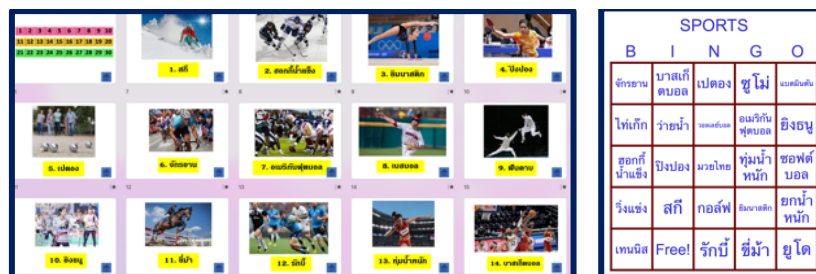 1 2 3 4 5 6 7 8 9 10
11 12 13 14 15 16 17 18 19 20
21 22 23 24 25 26 27 28 29 30
1. สกี
2. ฮอกกี้น้ำแข็ง
3. ยิมนาสติก
4. ปิงปอง
5. เปตอง
6. จักรยาน
7. อเมริกันฟุตบอล
8. เบสบอล
9. ฟันดาบ
10. ยิงธนู
11. ขี่ม้า
12. รักบี้
13. ทุ่มน้ำหนัก
14. บาสเก็ตบอล
SPORTS
B I N G O
จักรยาน บาสเก็ตบอล เปตอง ซูโม่ แบดมินตัน
ไท่เก๊ก ว่ายน้ำ วอลเลย์บอล อเมริกันฟุตบอล ยิงธนู
ฮอกกี้น้ำแข็ง ปิงปอง มวยไทย ทุ่มน้ำหนัก ซอฟต์บอล
วิ่งแข่ง สกี กอล์ฟ ยิมนาสติก ยกน้ำหนัก
เทนนิส Free! รักบี้ ขี่ม้า ยูโด